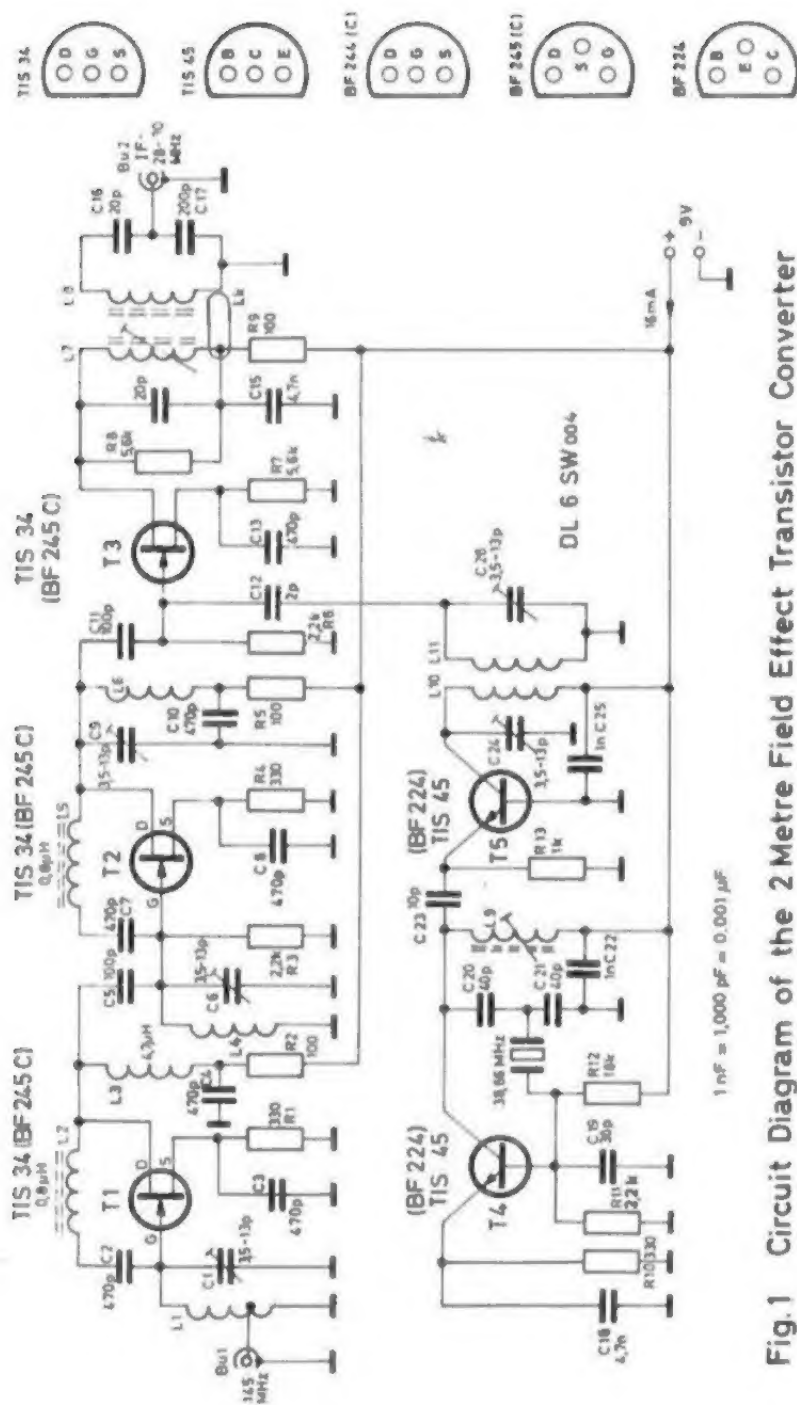 TIS 34 (BF 245 C)
0,8µH
L2
C2
470p
T1
G
D
S
L1
Bu1
145
MHz
C1
3,5-13p
C3
470p
330
R1
L3
4,7µH
C4
470p
R2
100
C5 100p
L4
C6
3,5-13p
R3
2,2k
TIS 34 (BF 245 C)
0,8µH
L5
470p
C7
T2
G
D
S
C8
470p
R4
330
C9
3,5-13p
L6
C10
470p
R5
100
C11
100p
TIS 34
(BF 245 C)
T3
C12
2p
2,2k
R6
C13
470p
R7
5,6k
R8
5,6k
20p
C15
4,7n
L7
L8
Lk
R9
100
C16
20p
200p
C17
Bu2
IF-
28-30
MHz
TIS 34
D
G
S
TIS 45
B
C
E
BF 244 (C)
D
G
S
BF 245 (C)
D
S
G
BF 224
B
E
C
(BF 224)
TIS 45
T4
C18
4,7n
R10 330
R11
2,2k
C19
30p
R12
18k
38,66 MHz
C20
40p
C21
40p
L9
1n C22
C23
10p
(BF 224)
TIS 45
T5
R13
1k
C24
3,5-13p
1n C25
L10
L11
C26
3,5-13p
DL 6 SW 004
16mA
+
9V
-
1 nF = 1,000 pF = 0,001 µF
Fig.1 Circuit Diagram of the 2 Metre Field Effect Transistor Converter